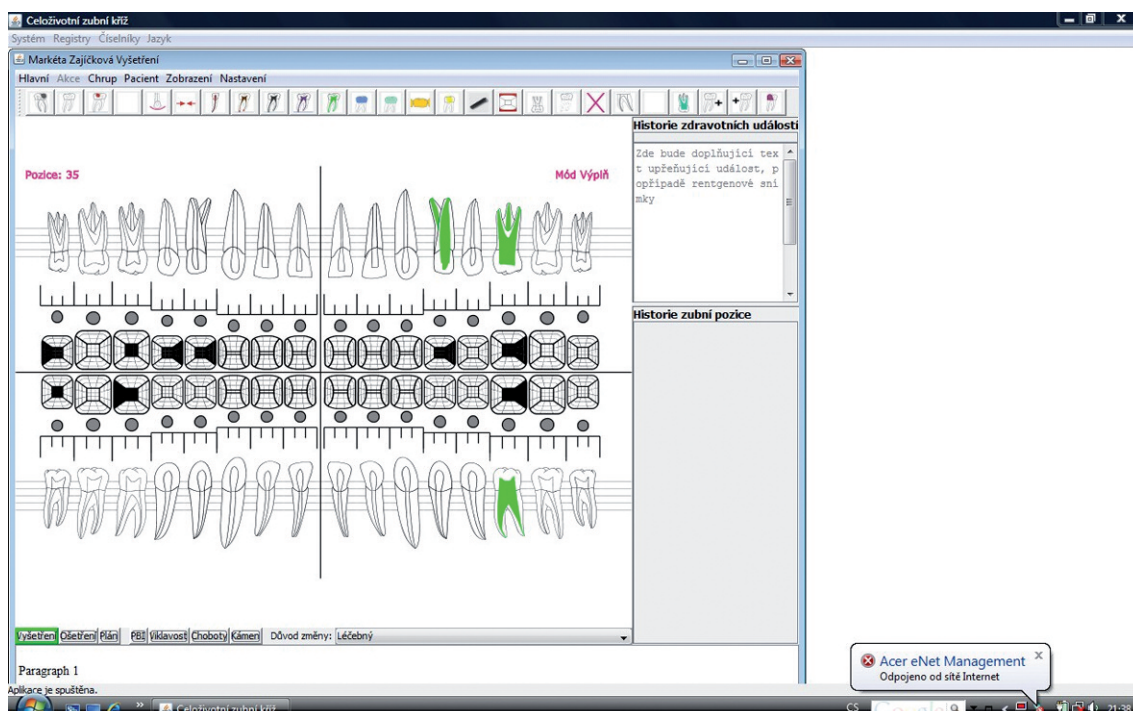 Celoživotní zubní kříž
Systém Registry Číselníky Jazyk
Markéta Zajíčková Vyšetření
Hlavní Akce Chrup Pacient Zobrazení Nastavení
Historie zdravotních událostí
Zde bude doplňující tex
t upřeňující událost, p
opřípadě rentgenové sní
mky
Pozice: 35
Mód Výplň
Historie zubní pozice
Vyšetření Ošetření Plán PBI Viklavost Choboty Kámen Důvod změny: Léčebný
Paragraph 1
Aplikace je spuštěna.
Acer eNet Management
Odpojeno od sítě Internet
Celoživotní zubní kříž
CS
Google
21:38